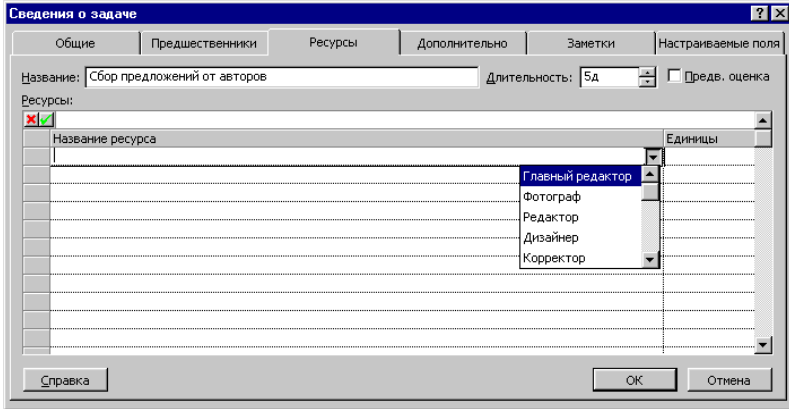 Сведения о задаче
Общие Предшественники Ресурсы Дополнительно Заметки Настраиваемые поля
Название: Сбор предложений от авторов Длительность: 5д Предв. оценка
Ресурсы:
Название ресурса Единицы
Главный редактор
Фотограф
Редактор
Дизайнер
Корректор
Справка ОК Отмена